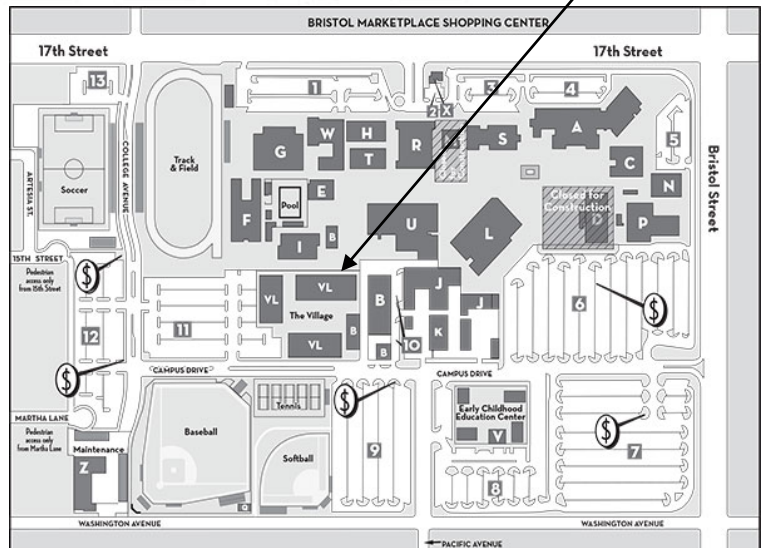 BRISTOL MARKETPLACE SHOPPING CENTER
17th Street
17th Street
13
1
2
X
3
4
5
COLLEGE AVENUE
Track
& Field
W
H
G
T
R
S
A
C
N
Bristol Street
Soccer
ARTESIA ST.
F
Pool
E
I
B
U
L
Closed for
Construction
D
P
15TH STREET
Pedestrian
access only
from 15th Street
$
12
11
VL
VL
The Village
VL
B
B
B
J
J
K
10
6
$
$
CAMPUS DRIVE
CAMPUS DRIVE
MARTHA LANE
Pedestrian
access only
from Martha Lane
Maintenance
Z
Baseball
Tennis
Softball
$
9
Early Childhood
Education Center
V
8
$
7
WASHINGTON AVENUE
WASHINGTON AVENUE
PACIFIC AVENUE